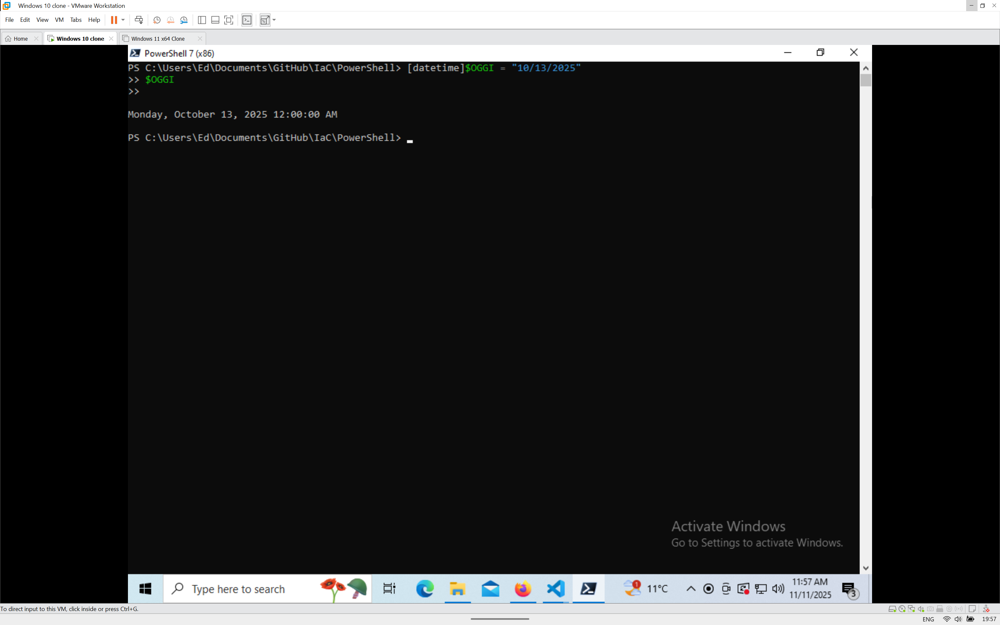 Windows 10 clone - VMware Workstation
File Edit View VM Tabs Help
Home Windows 10 clone Windows 11 x64 Clone
PowerShell 7 (x86)
PS C:\Users\Ed\Documents\GitHub\IaC\PowerShell> [datetime]$OGGI = "10/13/2025"
>> $OGGI
>>
Monday, October 13, 2025 12:00:00 AM
PS C:\Users\Ed\Documents\GitHub\IaC\PowerShell>
Activate Windows
Go to Settings to activate Windows.
Type here to search 1 11°C 11:57 AM
11/11/2025 3
To direct input to this VM, click inside or press Ctrl+G.
ENG 19:57